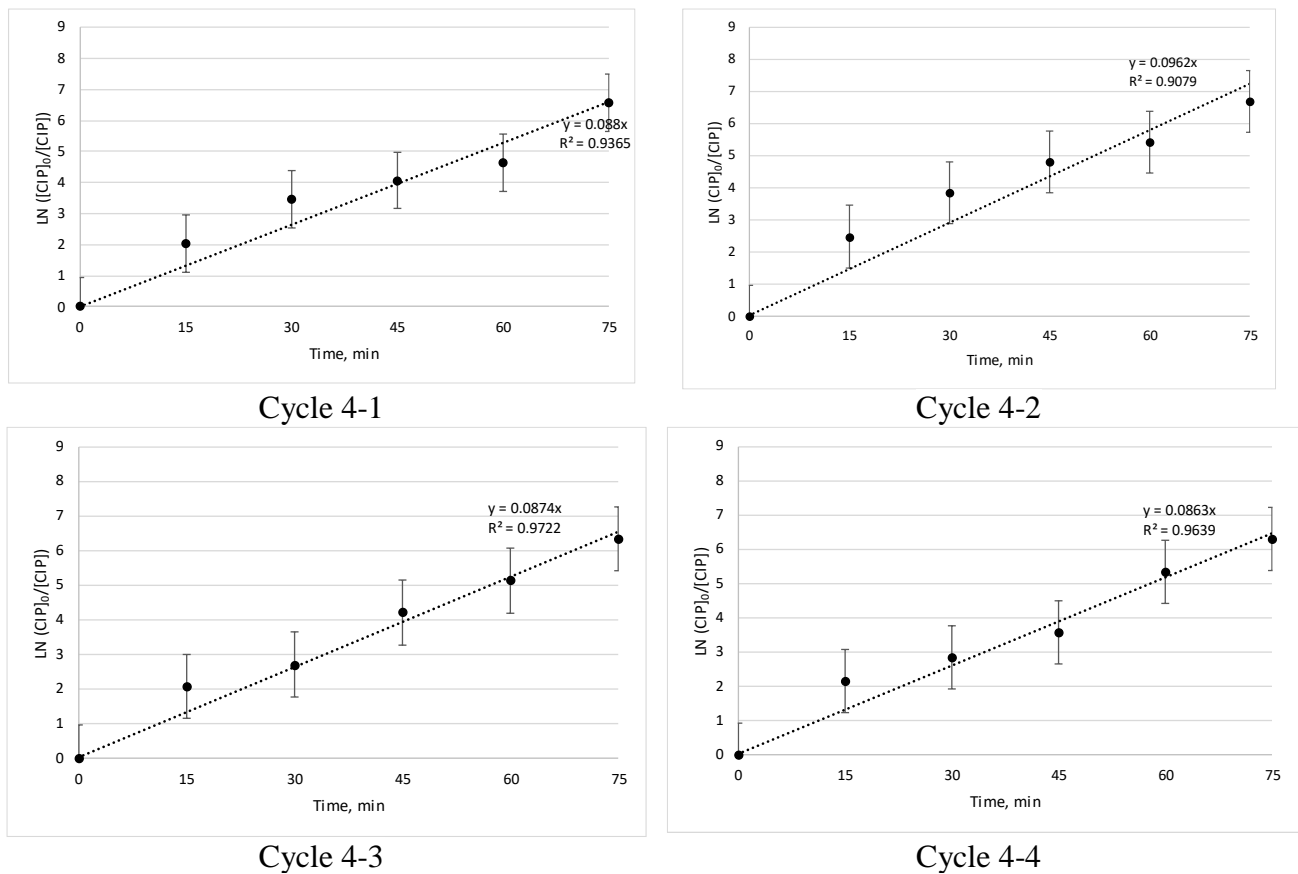 9
8
7
6
5
4
3
2
1
0
LN ([CIP]₀/[CIP])
y = 0.088x
R² = 0.9365
0 15 30 45 60 75
Time, min
Cycle 4-1
9
8
7
6
5
4
3
2
1
0
LN (CIP]₀/[CIP])
y = 0.0962x
R² = 0.9079
0 15 30 45 60 75
Time, min
Cycle 4-2
9
8
7
6
5
4
3
2
1
0
LN (CIP]₀/[CIP])
y = 0.0874x
R² = 0.9722
0 15 30 45 60 75
Time, min
Cycle 4-3
9
8
7
6
5
4
3
2
1
0
LN (CIP]₀/[CIP])
y = 0.0863x
R² = 0.9639
0 15 30 45 60 75
Time, min
Cycle 4-4